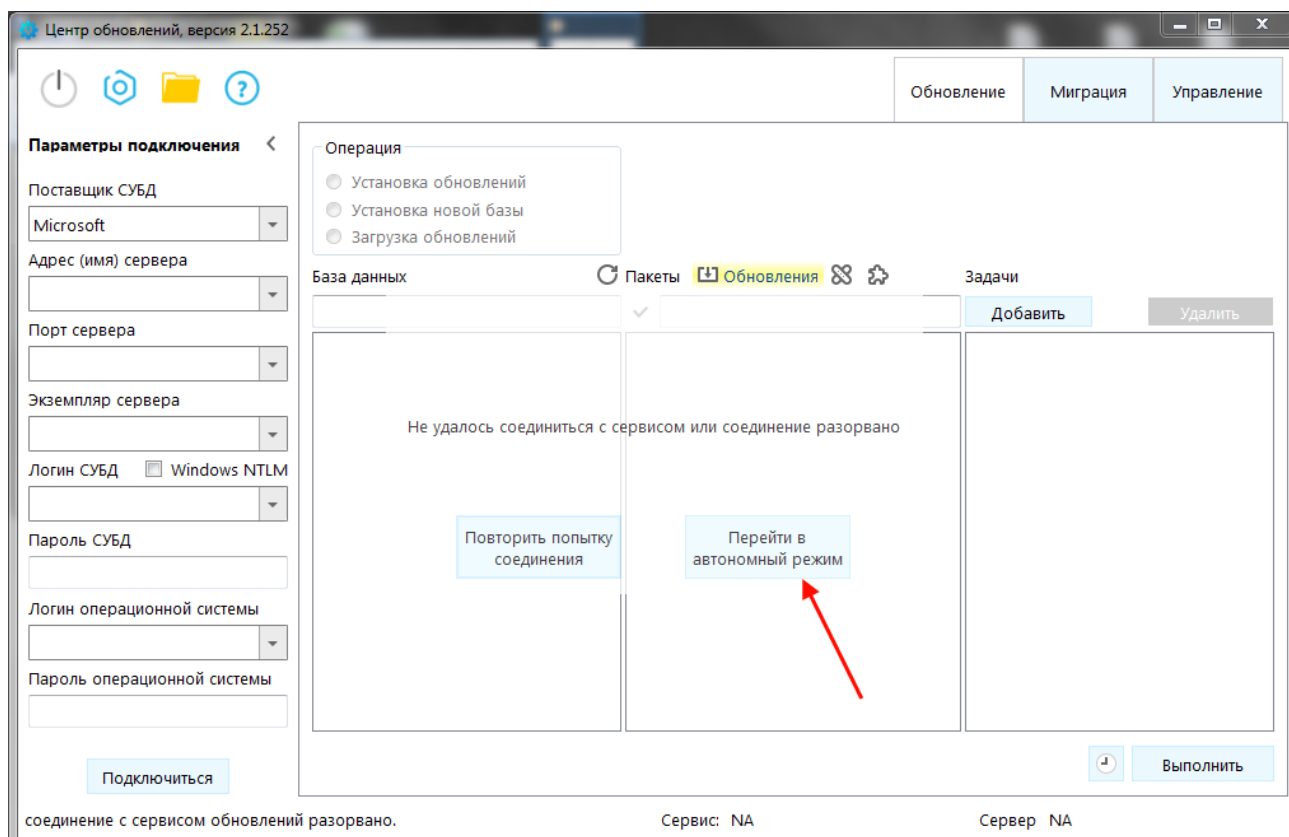 Центр обновлений, версия 2.1.252
Обновление
Миграция
Управление
Параметры подключения
Поставщик СУБД
Microsoft
Адрес (имя) сервера
Порт сервера
Экземпляр сервера
Логин СУБД
Windows NTLM
Пароль СУБД
Логин операционной системы
Пароль операционной системы
Подключиться
Операция
Установка обновлений
Установка новой базы
Загрузка обновлений
База данных
Пакеты
Обновления
Задачи
Добавить
Удалить
Не удалось соединиться с сервисом или соединение разорвано
Повторить попытку
соединения
Перейти в
автономный режим
Выполнить
соединение с сервисом обновлений разорвано.
Сервис: NA
Сервер NA